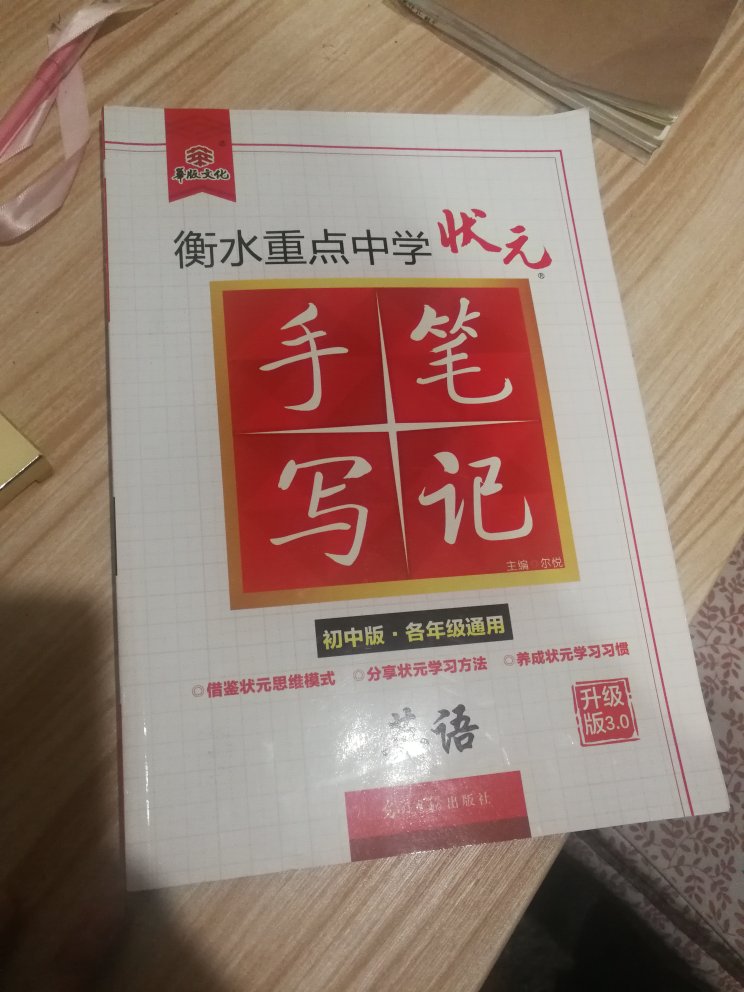 華版文化
衡水重点中学状元
®
手笔
写记
主编 尔悦
初中版·各年级通用
◎借鉴状元思维模式 ◎分享状元学习方法 ◎养成状元学习习惯
升级
版3.0
英语
出版社